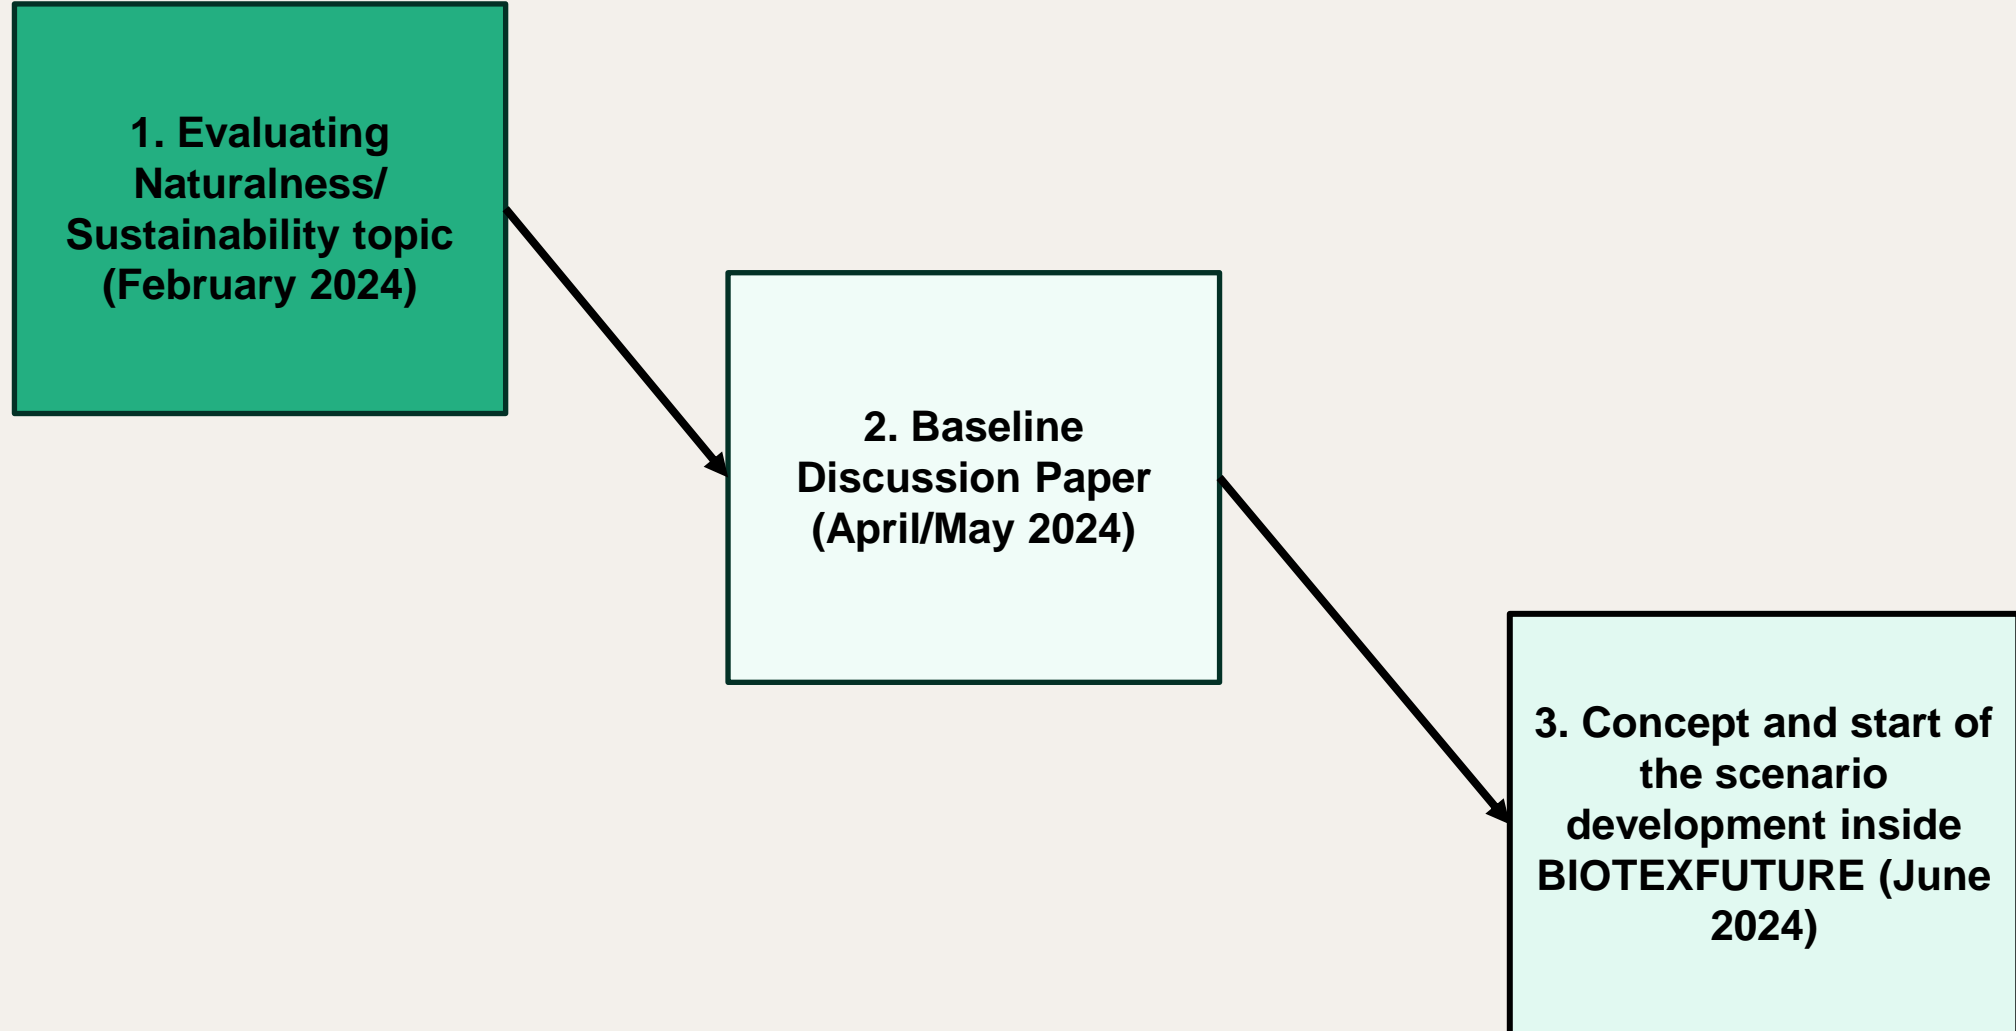 1. Evaluating
Naturalness/
Sustainability topic
(February 2024)
2. Baseline
Discussion Paper
(April/May 2024)
3. Concept and start of
the scenario
development inside
BIOTEXFUTURE (June
2024)